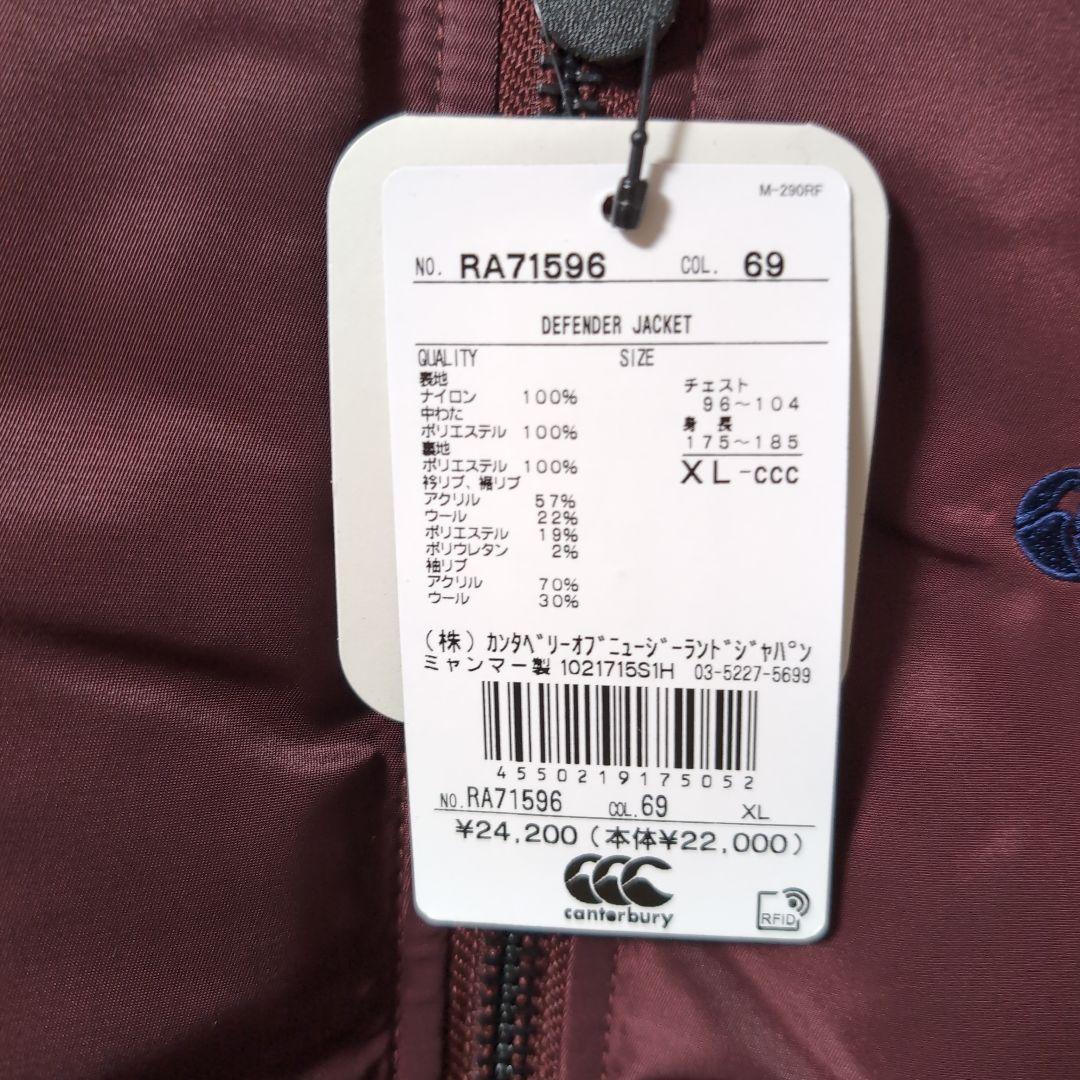 M-290RF
NO. RA71596 COL. 69
DEFENDER JACKET
QUALITY SIZE
表地
ナイロン 100%
中わた
ポリエステル 100%
裏地
ポリエステル 100%
衿リブ、裾リブ
アクリル 57%
ウール 22%
ポリエステル 19%
ポリウレタン 2%
袖リブ
アクリル 70%
ウール 30%
チェスト
96～104
身長
175～185
XL-CCC
(株)カンタベリーオブニュージーランドジャパン
ミャンマー製 1021715S1H 03-5227-5699
4550219175052
NO. RA71596 COL. 69 XL
¥24,200(本体¥22,000)
canterbury
RFID